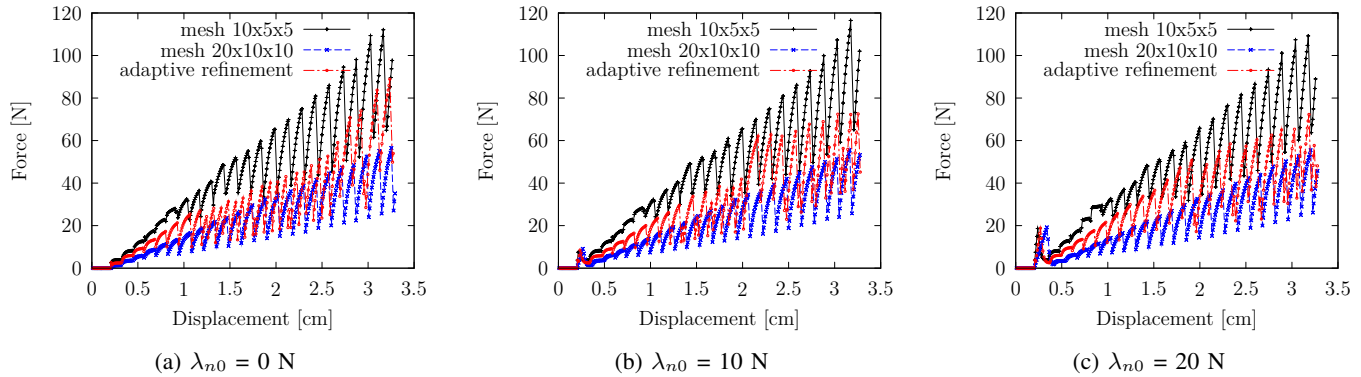 120
100
80
60
40
20
0
Force [N]
mesh 10x5x5
mesh 20x10x10
adaptive refinement
0 0.5 1 1.5 2 2.5 3 3.5
Displacement [cm]
(a) λn0 = 0 N
120
100
80
60
40
20
0
Force [N]
mesh 10x5x5
mesh 20x10x10
adaptive refinement
0 0.5 1 1.5 2 2.5 3 3.5
Displacement [cm]
(b) λn0 = 10 N
120
100
80
60
40
20
0
Force [N]
mesh 10x5x5
mesh 20x10x10
adaptive refinement
0 0.5 1 1.5 2 2.5 3 3.5
Displacement [cm]
(c) λn0 = 20 N